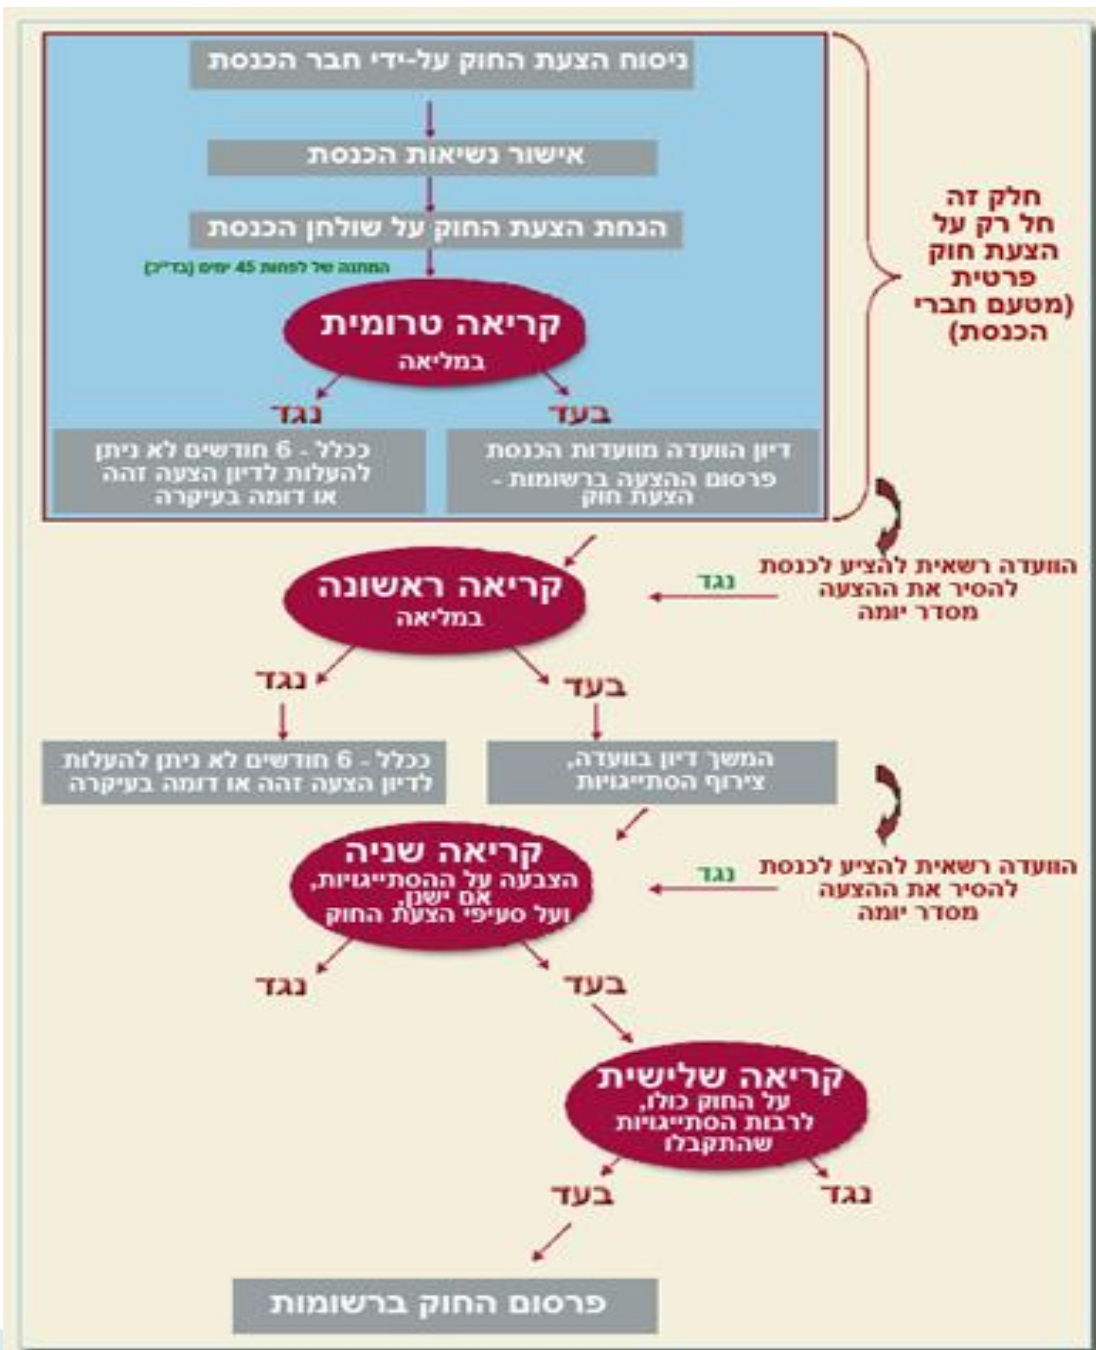 ניסוח הצעת החוק על-ידי חבר הכנסת
אישור נשיאות הכנסת
הנחת הצעת החוק על שולחן הכנסת
המתנה של לפחות 45 ימים (בד"כ)
קריאה טרומית
במליאה
בעד
נגד
דיון הוועדה מוועדות הכנסת
פרסום ההצעה ברשומות -
הצעת חוק
ככלל - 6 חודשים לא ניתן
להעלות לדיון הצעה זהה
או דומה בעיקרה
חלק זה
חל רק על
הצעת חוק
פרטית
(מטעם חברי
הכנסת)
הוועדה רשאית להציע לכנסת
להסיר את ההצעה
מסדר יומה
נגד
קריאה ראשונה
במליאה
בעד
נגד
המשך דיון בוועדה,
צירוף הסתייגויות
ככלל - 6 חודשים לא ניתן להעלות
לדיון הצעה זהה או דומה בעיקרה
הוועדה רשאית להציע לכנסת
להסיר את ההצעה
מסדר יומה
נגד
קריאה שניה
הצבעה על ההסתייגויות,
אם ישנן,
ועל סעיפי הצעת החוק
בעד
נגד
קריאה שלישית
על החוק כולו,
לרבות הסתייגויות
שהתקבלו
נגד
בעד
פרסום החוק ברשומות